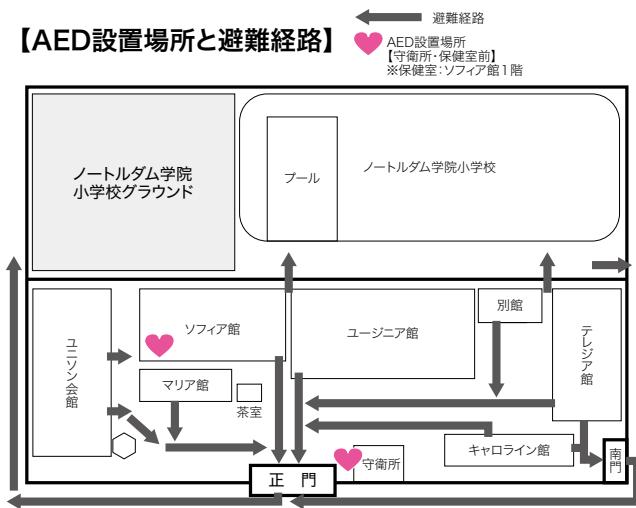 【AED設置場所と避難経路】
避難経路
AED設置場所
【守衛所・保健室前】
※保健室：ソフィア館1階
ノートルダム学院
小学校グラウンド
プール
ノートルダム学院小学校
ユニソン会館
ソフィア館
ユージニア館
別館
テレジア館
マリア館
茶室
キャロライン館
南門
守衛所
正 門